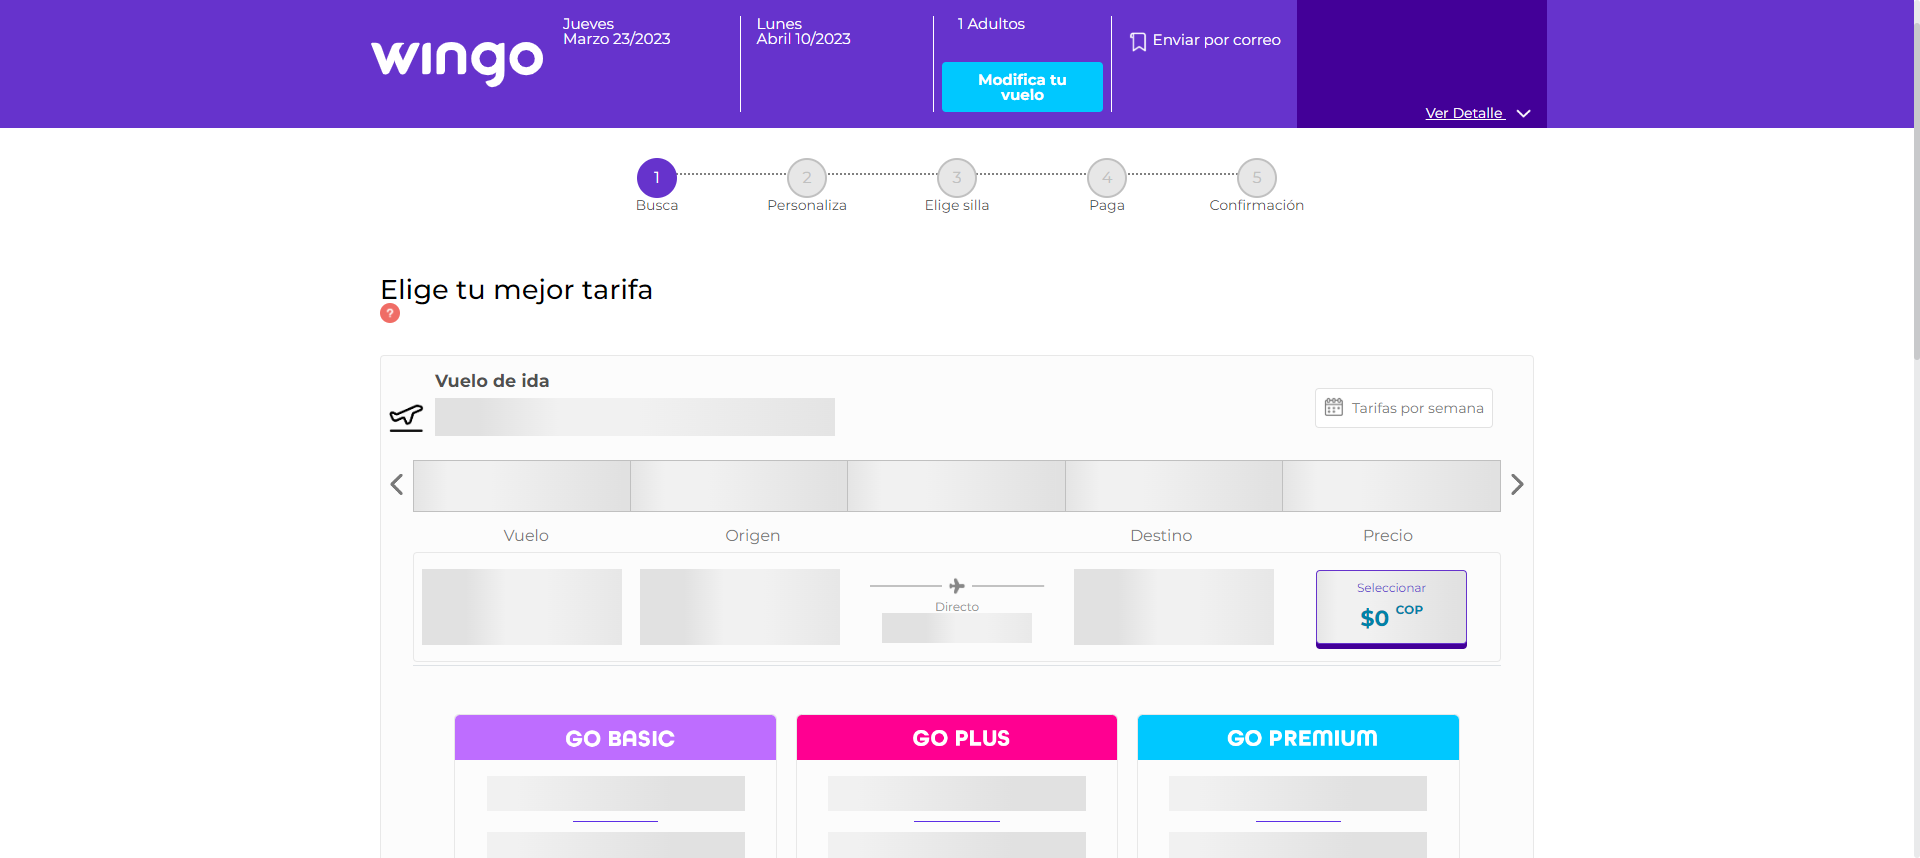 wingo
Jueves
Marzo 23/2023
Lunes
Abril 10/2023
1 Adultos
Modifica tu
vuelo
Enviar por correo
Ver Detalle
1
2
3
4
5
Busca
Personaliza
Elige silla
Paga
Confirmación
Elige tu mejor tarifa
?
Vuelo de ida
Tarifas por semana
Vuelo
Origen
Destino
Precio
Directo
Seleccionar
$0 COP
GO BASIC
GO PLUS
GO PREMIUM